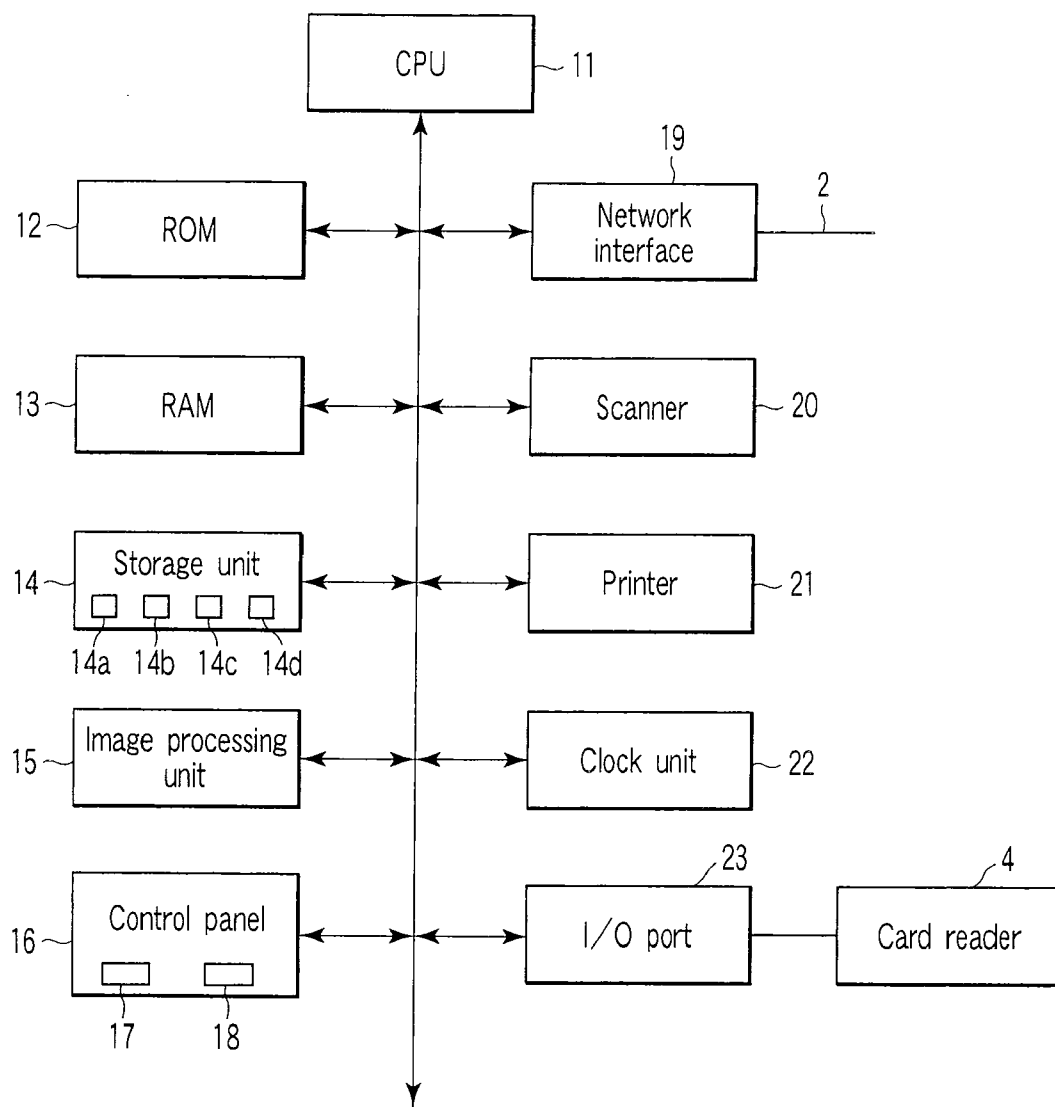 CPU
11
19
12
ROM
Network
interface
2
13
RAM
Scanner
20
14
Storage unit
14a
14b
14c
14d
Printer
21
15
Image processing
unit
Clock unit
22
16
Control panel
17
18
23
I/O port
4
Card reader